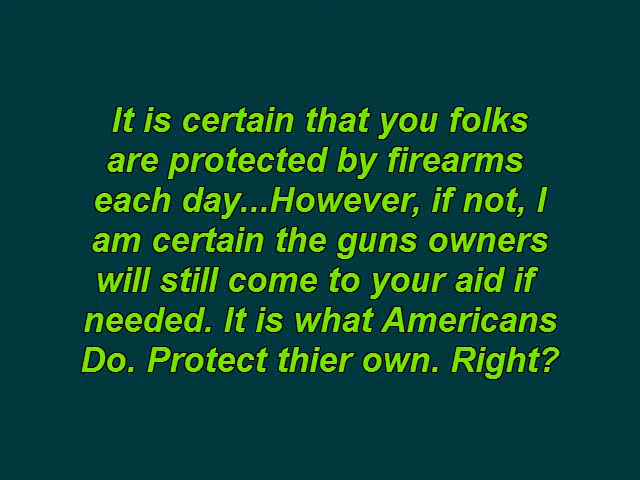 It is certain that you folks
are protected by firearms
each day...However, if not, I
am certain the guns owners
will still come to your aid if
needed. It is what Americans
Do. Protect thier own. Right?